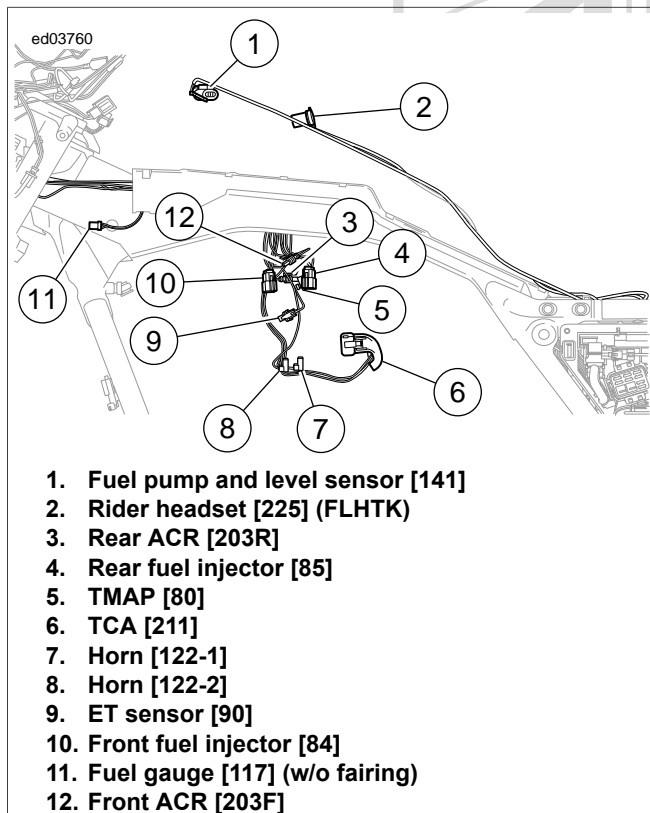 ed03760
1
2
12
3
4
10
11
5
9
6
8
7
1. Fuel pump and level sensor [141]
2. Rider headset [225] (FLHTK)
3. Rear ACR [203R]
4. Rear fuel injector [85]
5. TMAP [80]
6. TCA [211]
7. Horn [122-1]
8. Horn [122-2]
9. ET sensor [90]
10. Front fuel injector [84]
11. Fuel gauge [117] (w/o fairing)
12. Front ACR [203F]